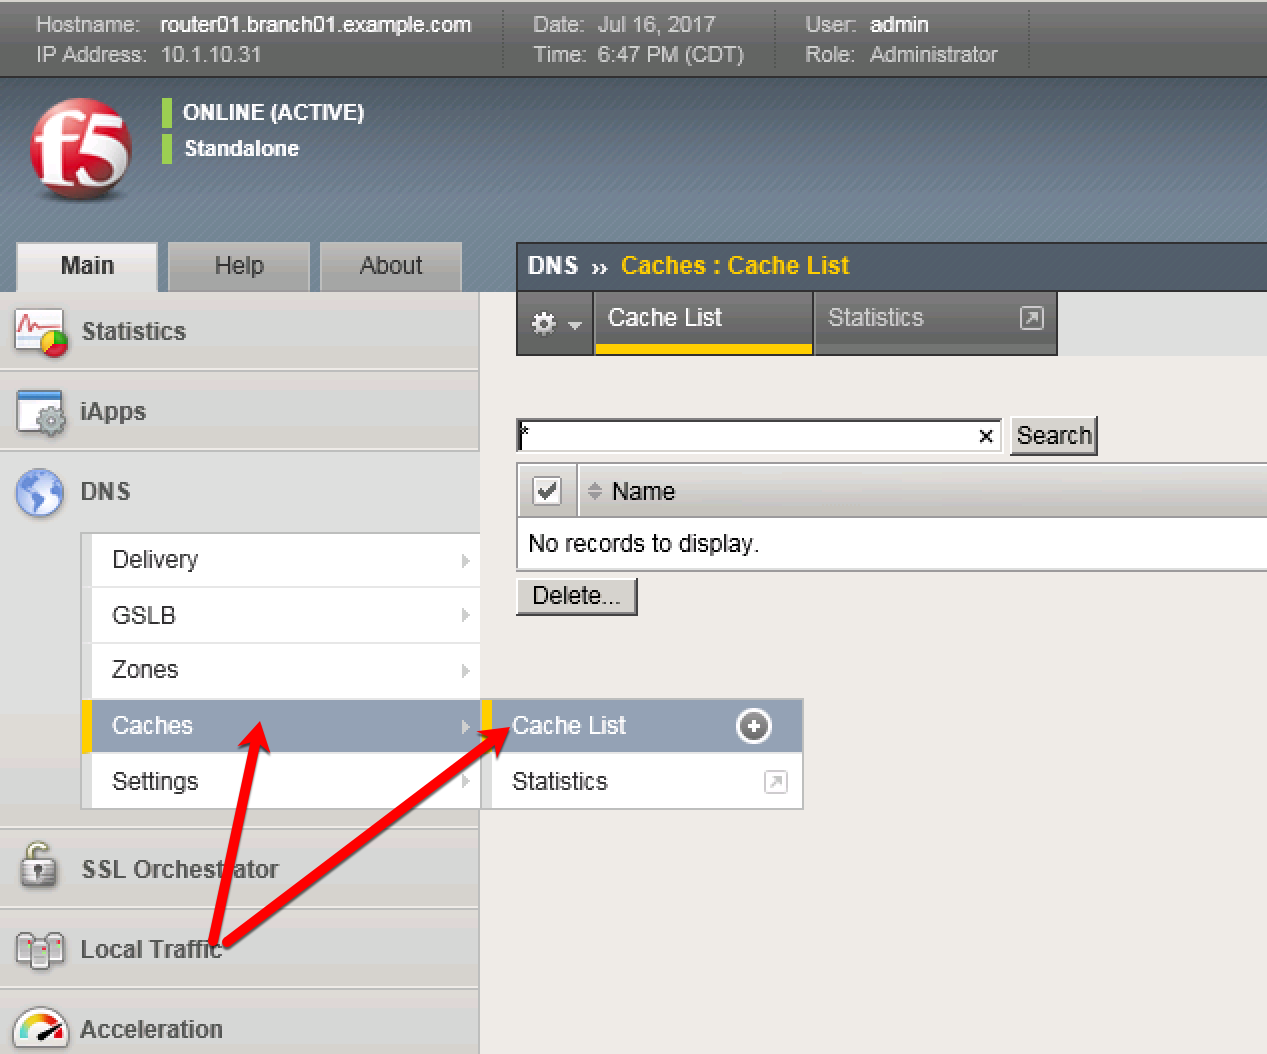 Hostname: router01.branch01.example.com
IP Address: 10.1.10.31
Date: Jul 16, 2017
Time: 6:47 PM (CDT)
User: admin
Role: Administrator
f5
ONLINE (ACTIVE)
Standalone
Main
Help
About
DNS ›› Caches : Cache List
Cache List
Statistics
Statistics
iApps
DNS
Delivery
GSLB
Zones
Caches
Settings
Cache List
Statistics
SSL Orchestrator
Local Traffic
Acceleration
* × Search
Name
No records to display.
Delete...